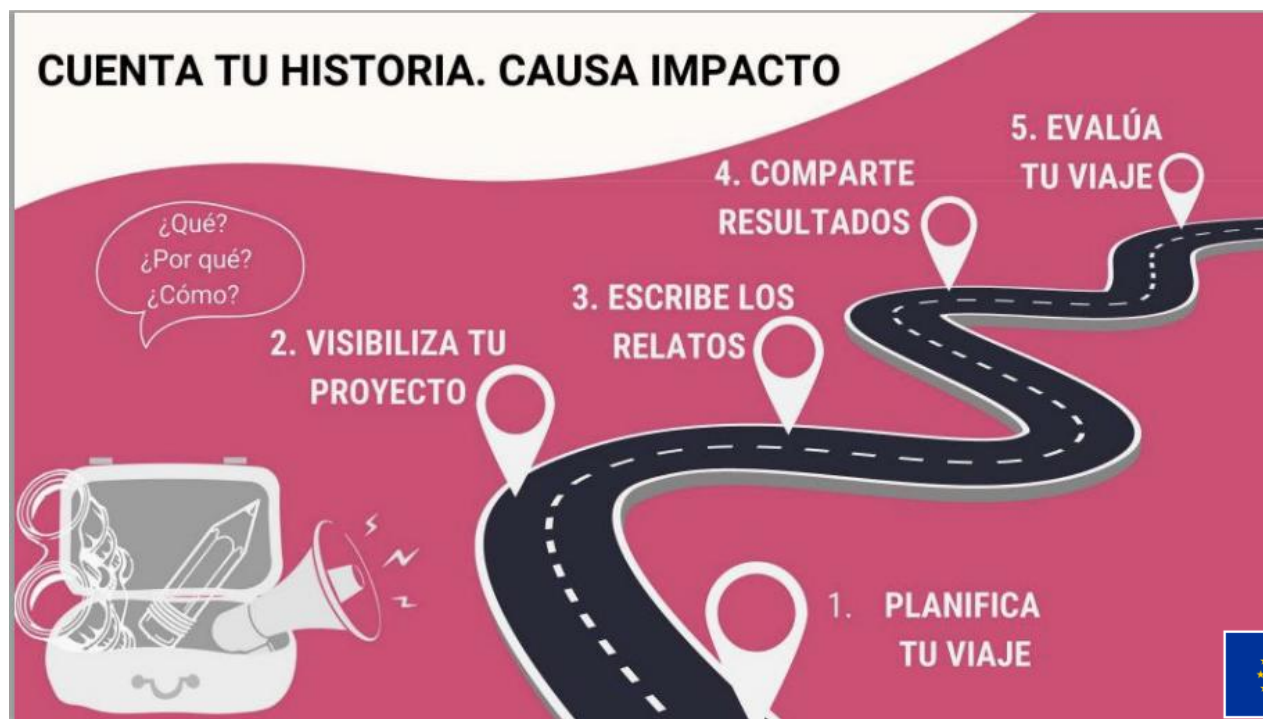 CUENTA TU HISTORIA. CAUSA IMPACTO
¿Qué?
¿Por qué?
¿Cómo?
1. PLANIFICA
TU VIAJE
2. VISIBILIZA TU
PROYECTO
3. ESCRIBE LOS
RELATOS
4. COMPARTE
RESULTADOS
5. EVALÚA
TU VIAJE